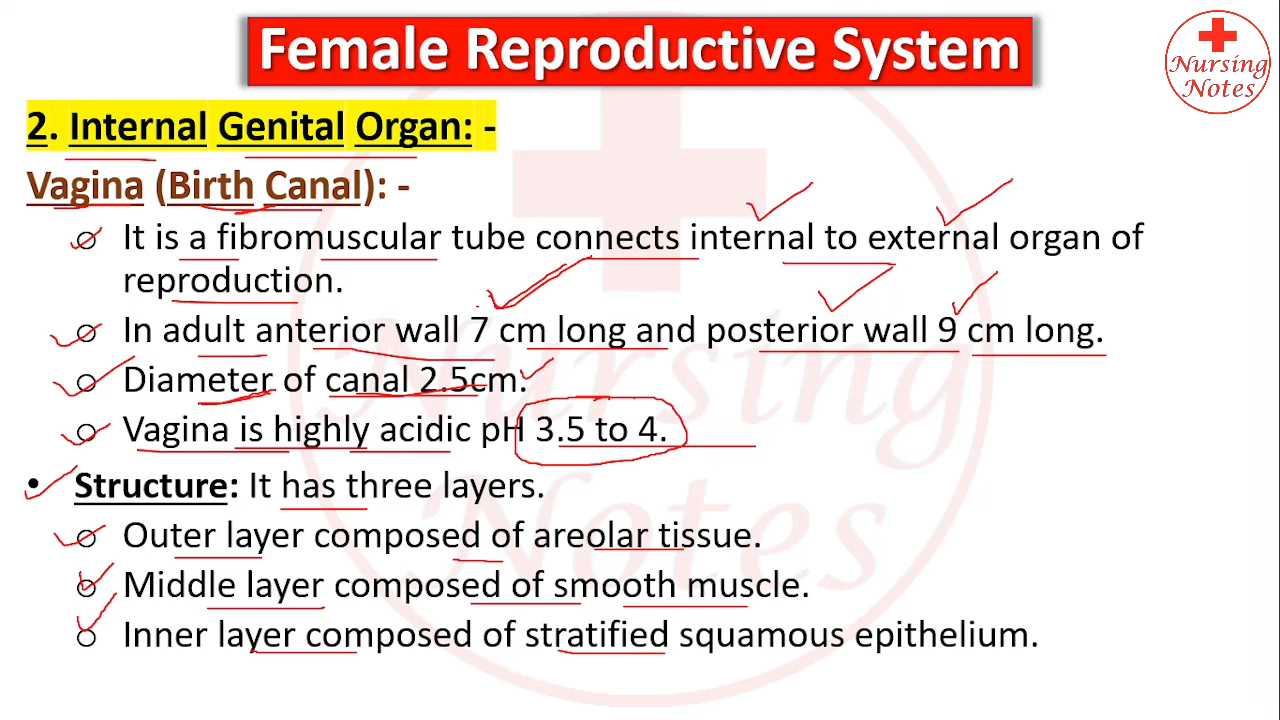 Female Reproductive System
Nursing
Notes
2. Internal Genital Organ: -
Vagina (Birth Canal): -
o It is a fibromuscular tube connects internal to external organ of
reproduction.
o In adult anterior wall 7 cm long and posterior wall 9 cm long.
o Diameter of canal 2.5cm.
o Vagina is highly acidic pH 3.5 to 4.
• Structure: It has three layers.
o Outer layer composed of areolar tissue.
o Middle layer composed of smooth muscle.
o Inner layer composed of stratified squamous epithelium.
Nursing
Notes